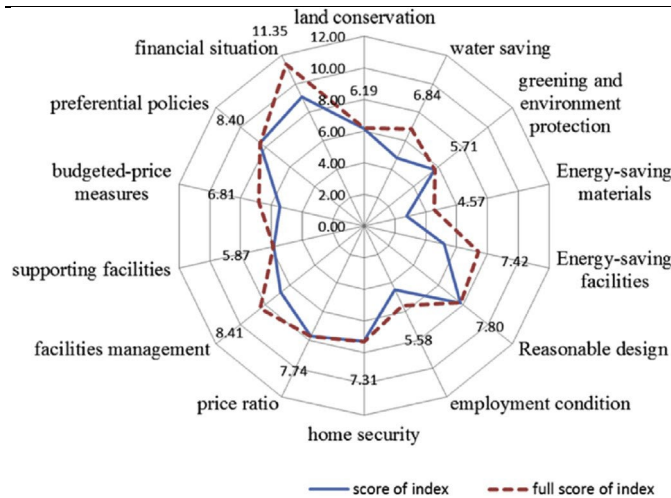 land conservation
11.35
12.00
financial situation
water saving
10.00
preferential policies
8.00
6.19
6.84
greening and
environment
protection
8.40
6.00
5.71
budgeted-price
measures
4.00
Energy-saving
materials
6.81
2.00
4.57
0.00
supporting facilities
5.87
7.42
Energy-saving
facilities
facilities management
8.41
7.80
Reasonable design
7.74
5.58
price ratio
7.31
employment condition
home security
score of index
full score of index